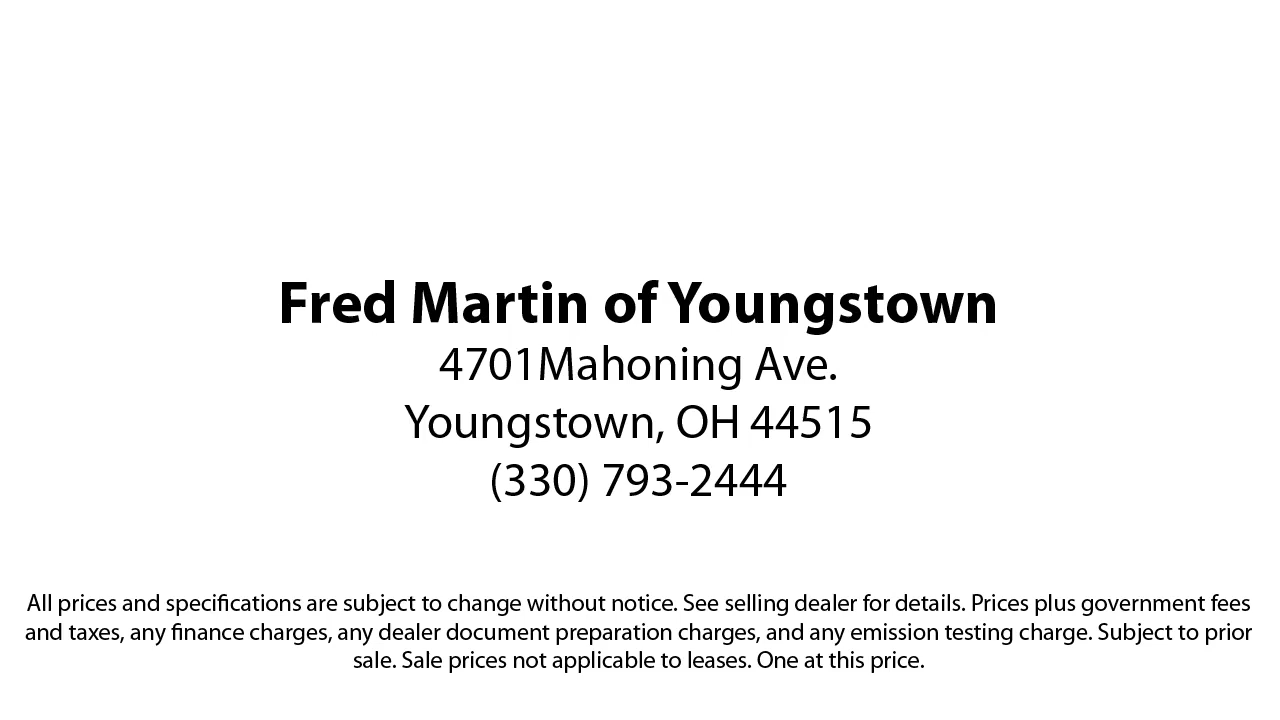 Fred Martin of Youngstown
4701Mahoning Ave.
Youngstown, OH 44515
(330) 793-2444
All prices and specifications are subject to change without notice. See selling dealer for details. Prices plus government fees
and taxes, any finance charges, any dealer document preparation charges, and any emission testing charge. Subject to prior
sale. Sale prices not applicable to leases. One at this price.